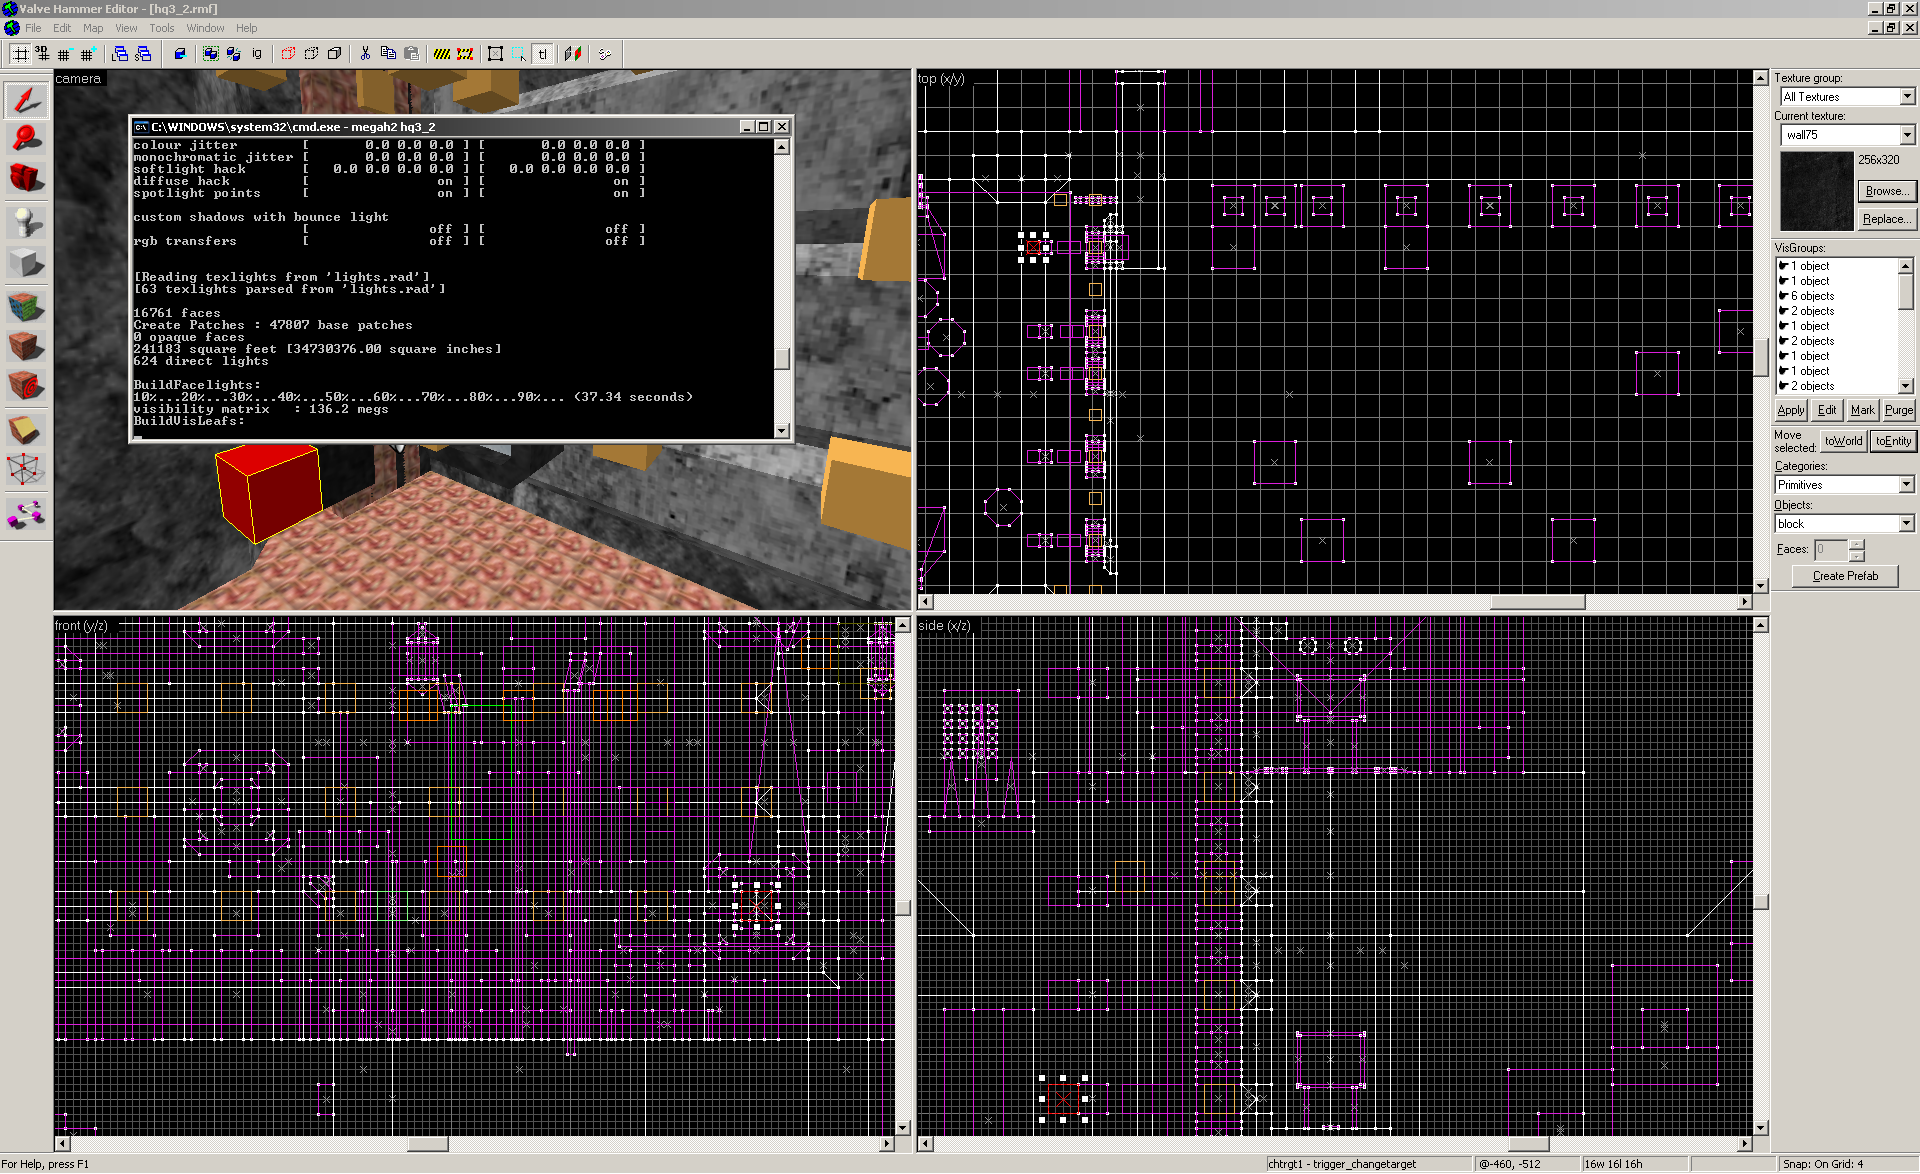 Valve Hammer Editor - [hq3_2.rmf]
File Edit Map View Tools Window Help
3D
ig
tl
camera
C:\WINDOWS\system32\cmd.exe - megah2 hq3_2
colour jitter [ 0.0 0.0 0.0 ] [ 0.0 0.0 0.0 ]
monochromatic jitter [ 0.0 0.0 0.0 ] [ 0.0 0.0 0.0 ]
softlight hack [ 0.0 0.0 0.0 0.0 ] [ 0.0 0.0 0.0 0.0 ]
diffuse hack [ on ] [ on ]
spotlight points [ on ] [ on ]
custom shadows with bounce light
[ off ] [ off ]
rgb transfers [ off ] [ off ]
[Reading texlights from 'lights.rad']
[63 texlights parsed from 'lights.rad']
16761 faces
Create Patches : 47807 base patches
0 opaque faces
241183 square feet [34730376.00 square inches]
624 direct lights
BuildFacelights:
10%...20%...30%...40%...50%...60%...70%...80%...90%... (37.34 seconds)
visibility matrix : 136.2 megs
BuildVisLeafs:
top (x/y)
front (y/z)
side (x/z)
Texture group:
All Textures
Current texture:
wall75
256x320
Browse...
Replace...
VisGroups:
1 object
1 object
6 objects
2 objects
1 object
2 objects
1 object
1 object
2 objects
Apply Edit Mark Purge
Move selected: toWorld toEntity
Categories:
Primitives
Objects:
block
Faces: 0
Create Prefab
For Help, press F1
chtrgt1 - trigger_changetarget
@-460, -512
16w 16l 16h
Snap: On Grid: 4